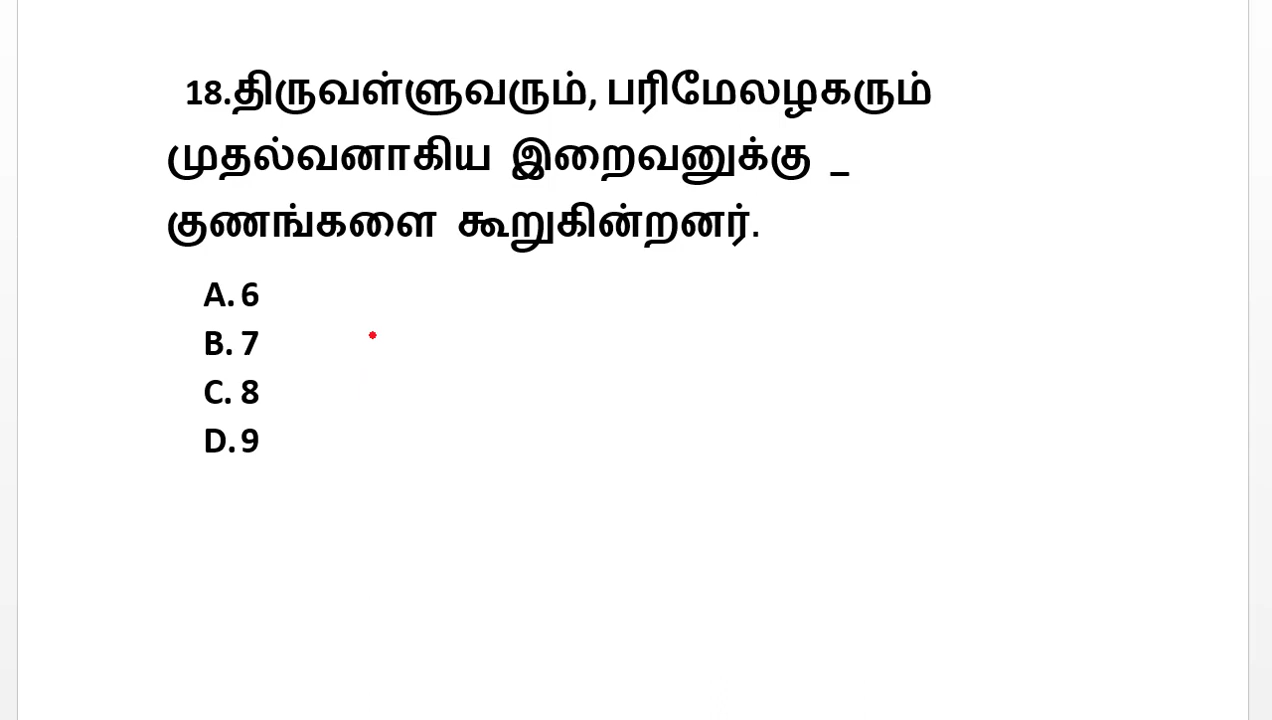 18.திருவள்ளுவரும், பரிமேலழகரும்
முதல்வனாகிய இறைவனுக்கு _
குணங்களை கூறுகின்றனர்.
A. 6
B. 7
C. 8
D. 9